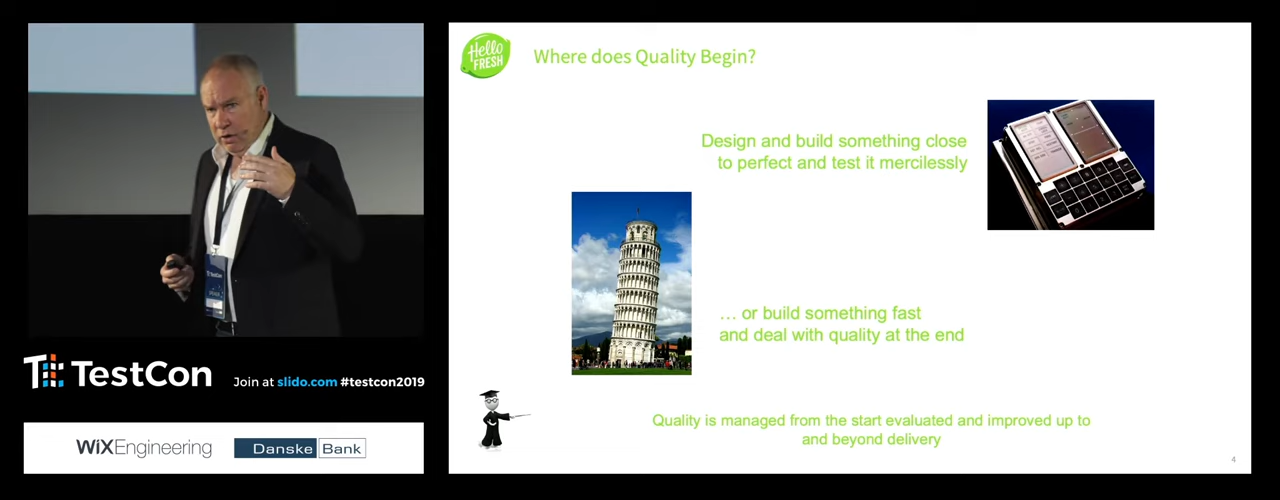 Hello
FRESH
Where does Quality Begin?
Design and build something close
to perfect and test it mercilessly
… or build something fast
and deal with quality at the end
Quality is managed from the start evaluated and improved up to
and beyond delivery
4
TestCon
TestCon
Join at slido.com #testcon2019
WiXEngineering
Danske Bank